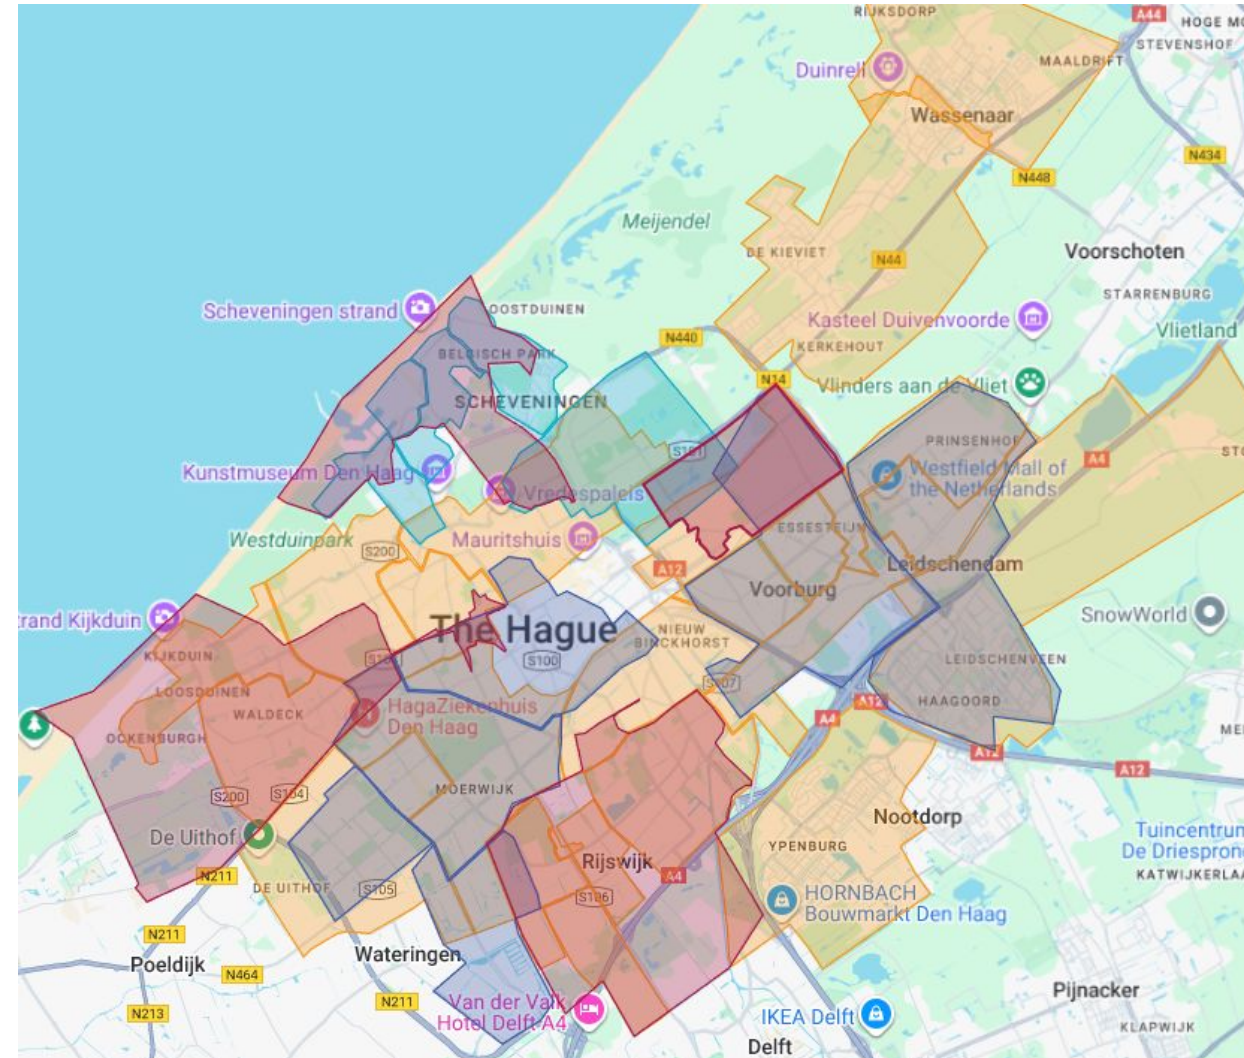 RIJKSDORP
A44
HOGE MO
STEVENSHOF
MAALDRIFT
Duinrell
Wassenaar
N434
N448
Meijendel
DE KIEVIET
N44
Voorschoten
STARRENBURG
Scheveningen strand
OOSTDUINEN
Kasteel Duivenvoorde
Vlietland
N440
KERKEHOUT
BELGISCH PARK
N14
Vlinders aan de Vliet
SCHEVENINGEN
PRINSENHOF
S101
A4
STO
Kunstmuseum Den Haag
Westfield Mall of
the Netherlands
Vredespaleis
ESSESTEIJN
Westduinpark
S200
Mauritshuis
A12
Leidschendam
Voorburg
trand Kijkduin
The Hague
SnowWorld
NIEUW
BINCKHORST
KIJKDUIN
S100
LEIDSCHENVEEN
LOOSDUINEN
S107
HAAGOORD
WALDECK
HagaZiekenhuis
Den Haag
A12
A4
OCKENBURGH
A12
A12
S200
S104
MOERWIJK
De Uithof
Nootdorp
Tuincentrum
De Driesprong
YPENBURG
Rijswijk
N211
A4
KATWIJKERLAA
DE UITHOF
S105
S106
HORNBACH
Bouwmarkt Den Haag
N211
Wateringen
Poeldijk
N464
N211
Van der Valk
Hotel Delft A4
Pijnacker
N213
IKEA Delft
KLAPWIJK
Delft